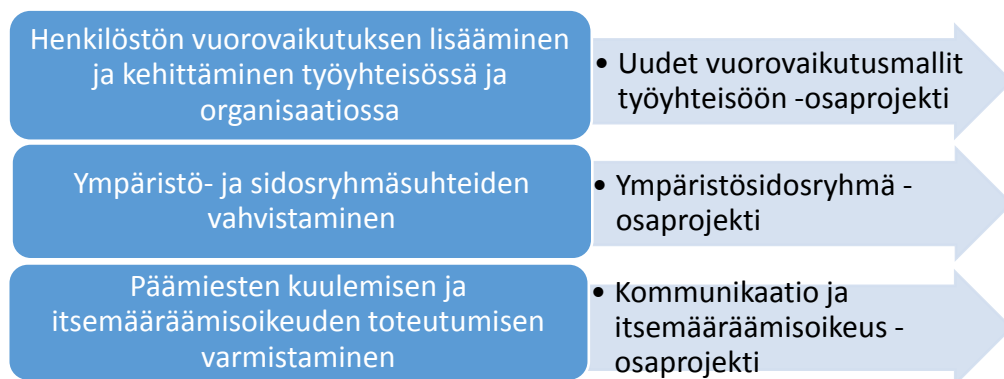 Henkilöstön vuorovaikutuksen lisääminen
ja kehittäminen työyhteisössä ja
organisaatiossa
• Uudet vuorovaikutusmallit
työyhteisöön -osaprojekti
Ympäristö- ja sidosryhmäsuhteiden
vahvistaminen
• Ympäristösidosryhmä -
osaprojekti
Päämiesten kuulemisen ja
itsemääräämisoikeuden toteutumisen
varmistaminen
• Kommunikaatio ja
itsemääräämisoikeus -
osaprojekti